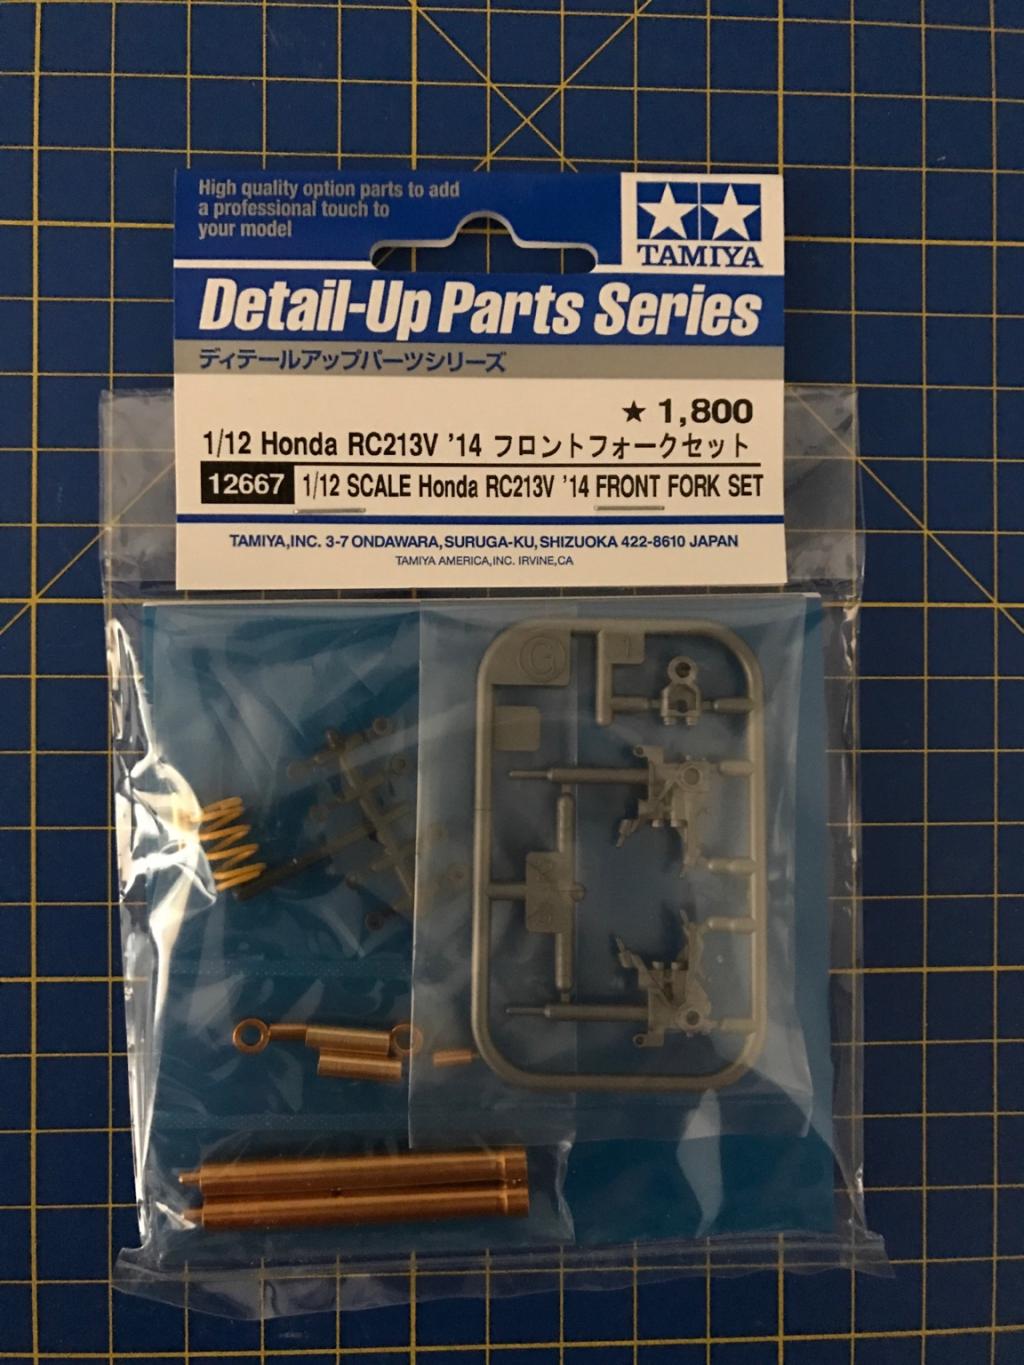 High quality option parts to add
a professional touch to
your model
TAMIYA
Detail-Up Parts Series
ディテールアップパーツシリーズ
★ 1,800
1/12 Honda RC213V '14 フロントフォークセット
12667 1/12 SCALE Honda RC213V '14 FRONT FORK SET
TAMIYA,INC. 3-7 ONDAWARA, SURUGA-KU, SHIZUOKA 422-8610 JAPAN
TAMIYA AMERICA,INC. IRVINE,CA
G
1